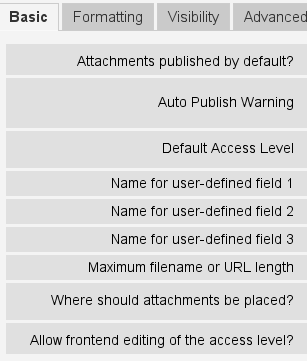 Basic Formatting Visibility Advanced
Attachments published by default?
Auto Publish Warning
Default Access Level
Name for user-defined field 1
Name for user-defined field 2
Name for user-defined field 3
Maximum filename or URL length
Where should attachments be placed?
Allow frontend editing of the access level?